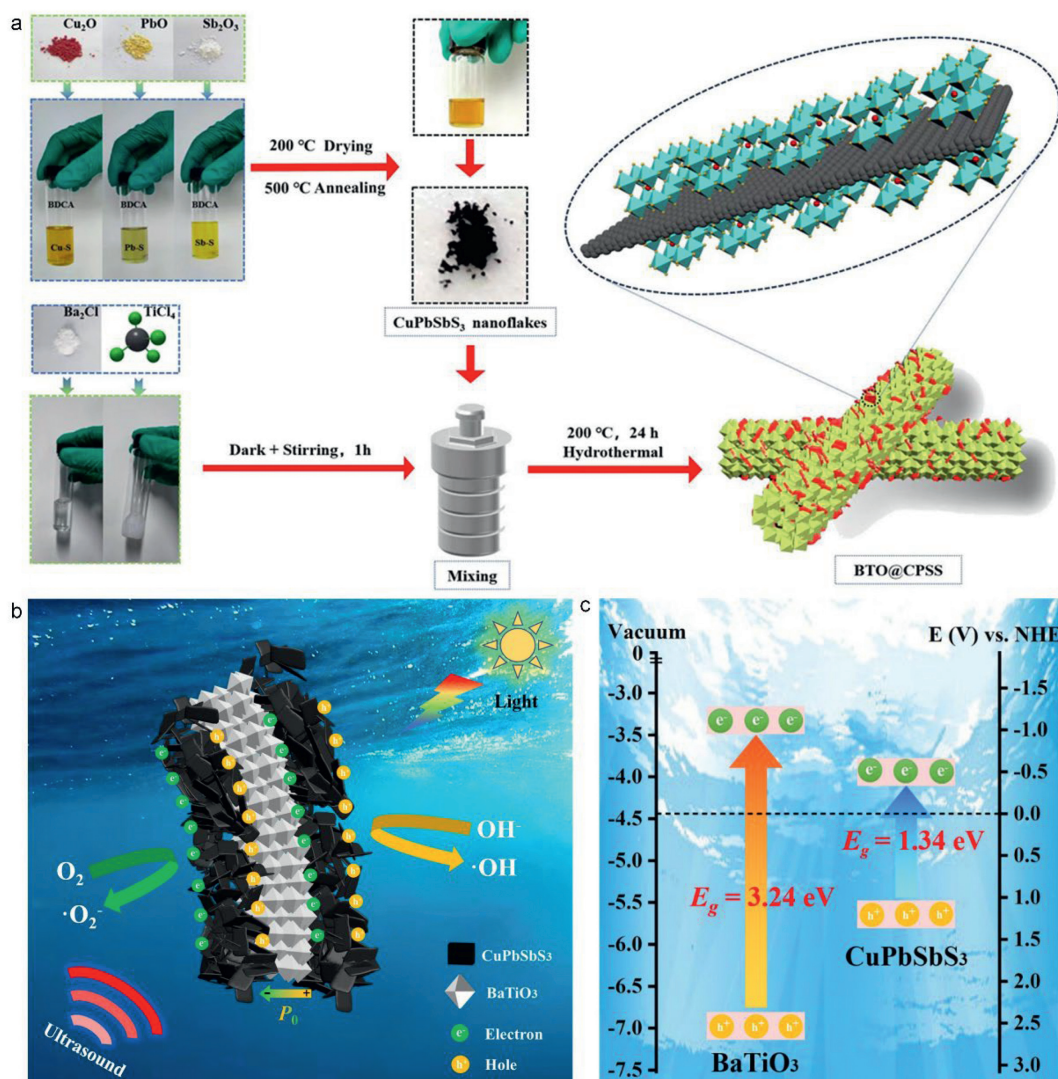 a
Cu₂O PbO Sb₂O₃
BDCA BDCA BDCA
Cu-S Pb-S Sb-S
200 °C Drying
500 °C Annealing
CuPbSbS₃ nanoflakes
Ba₂Cl TiCl₄
Dark + Stirring, 1h
Mixing
200 °C, 24 h
Hydrothermal
BTO@CPSS
b
Light
O₂
·O₂⁻
OH⁻
·OH
e⁻ e⁻ e⁻ e⁻ e⁻ e⁻ e⁻ e⁻ e⁻ e⁻ e⁻ e⁻
h⁺ h⁺ h⁺ h⁺ h⁺ h⁺ h⁺ h⁺ h⁺ h⁺ h⁺ h⁺
- +
P₀
Ultrasound
CuPbSbS₃
BaTiO₃
e⁻ Electron
h⁺ Hole
c
Vacuum
E (V) vs. NHE
0
-3.0
-3.5
-4.0
-4.5
-5.0
-5.5
-6.0
-6.5
-7.0
-7.5
e⁻ e⁻ e⁻
E_g = 3.24 eV
h⁺ h⁺ h⁺
BaTiO₃
e⁻ e⁻ e⁻
E_g = 1.34 eV
h⁺ h⁺ h⁺
CuPbSbS₃
-1.5
-1.0
-0.5
0.0
0.5
1.0
1.5
2.0
2.5
3.0